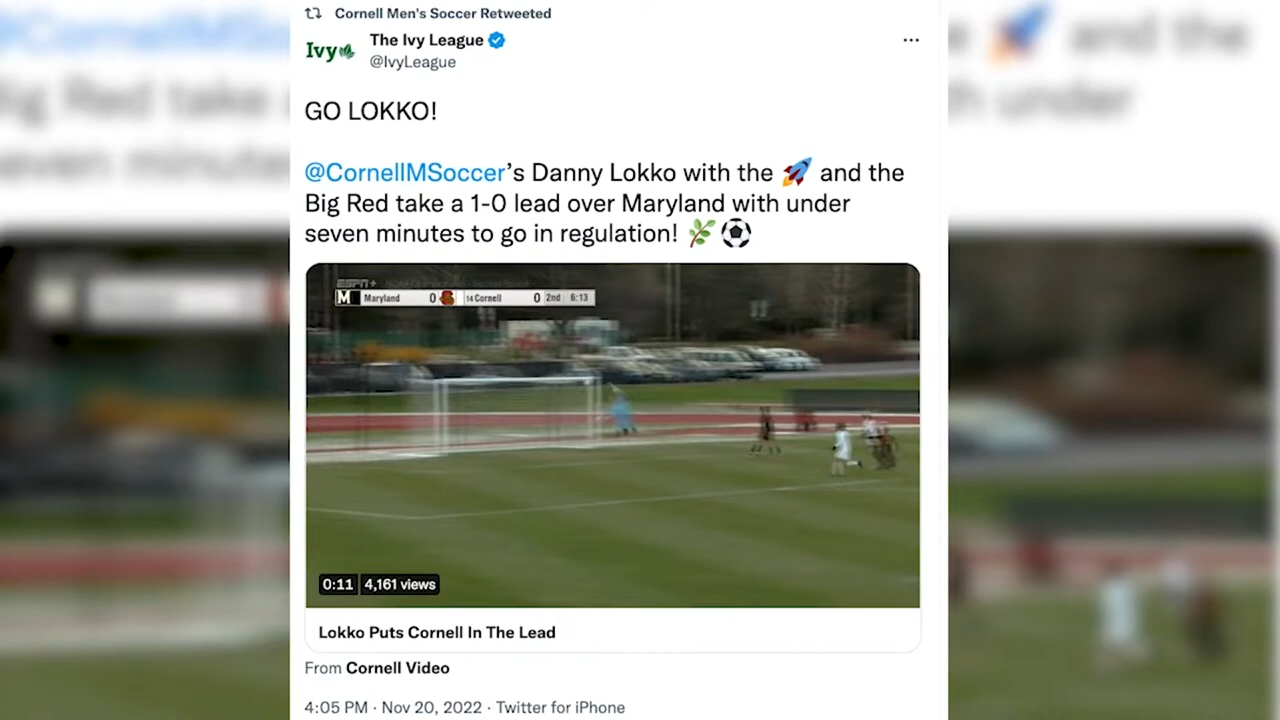 Cornell Men's Soccer Retweeted
Ivy
The Ivy League
@IvyLeague
GO LOKKO!
@CornellMSoccer's Danny Lokko with the 🚀 and the
Big Red take a 1-0 lead over Maryland with under
seven minutes to go in regulation! 🌿⚽
ESPN+
M Maryland 0 14 Cornell 0 2nd 6:13
0:11 4,161 views
Lokko Puts Cornell In The Lead
From Cornell Video
4:05 PM · Nov 20, 2022 · Twitter for iPhone